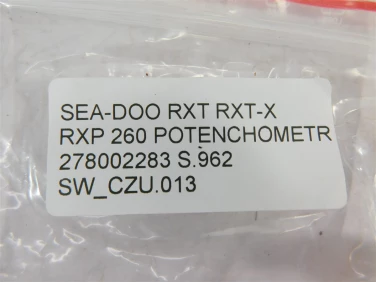 SEA-DOO RXT RXT-X
RXP 260 POTENCHOMETR
278002283 S.962
SW_CZU.013